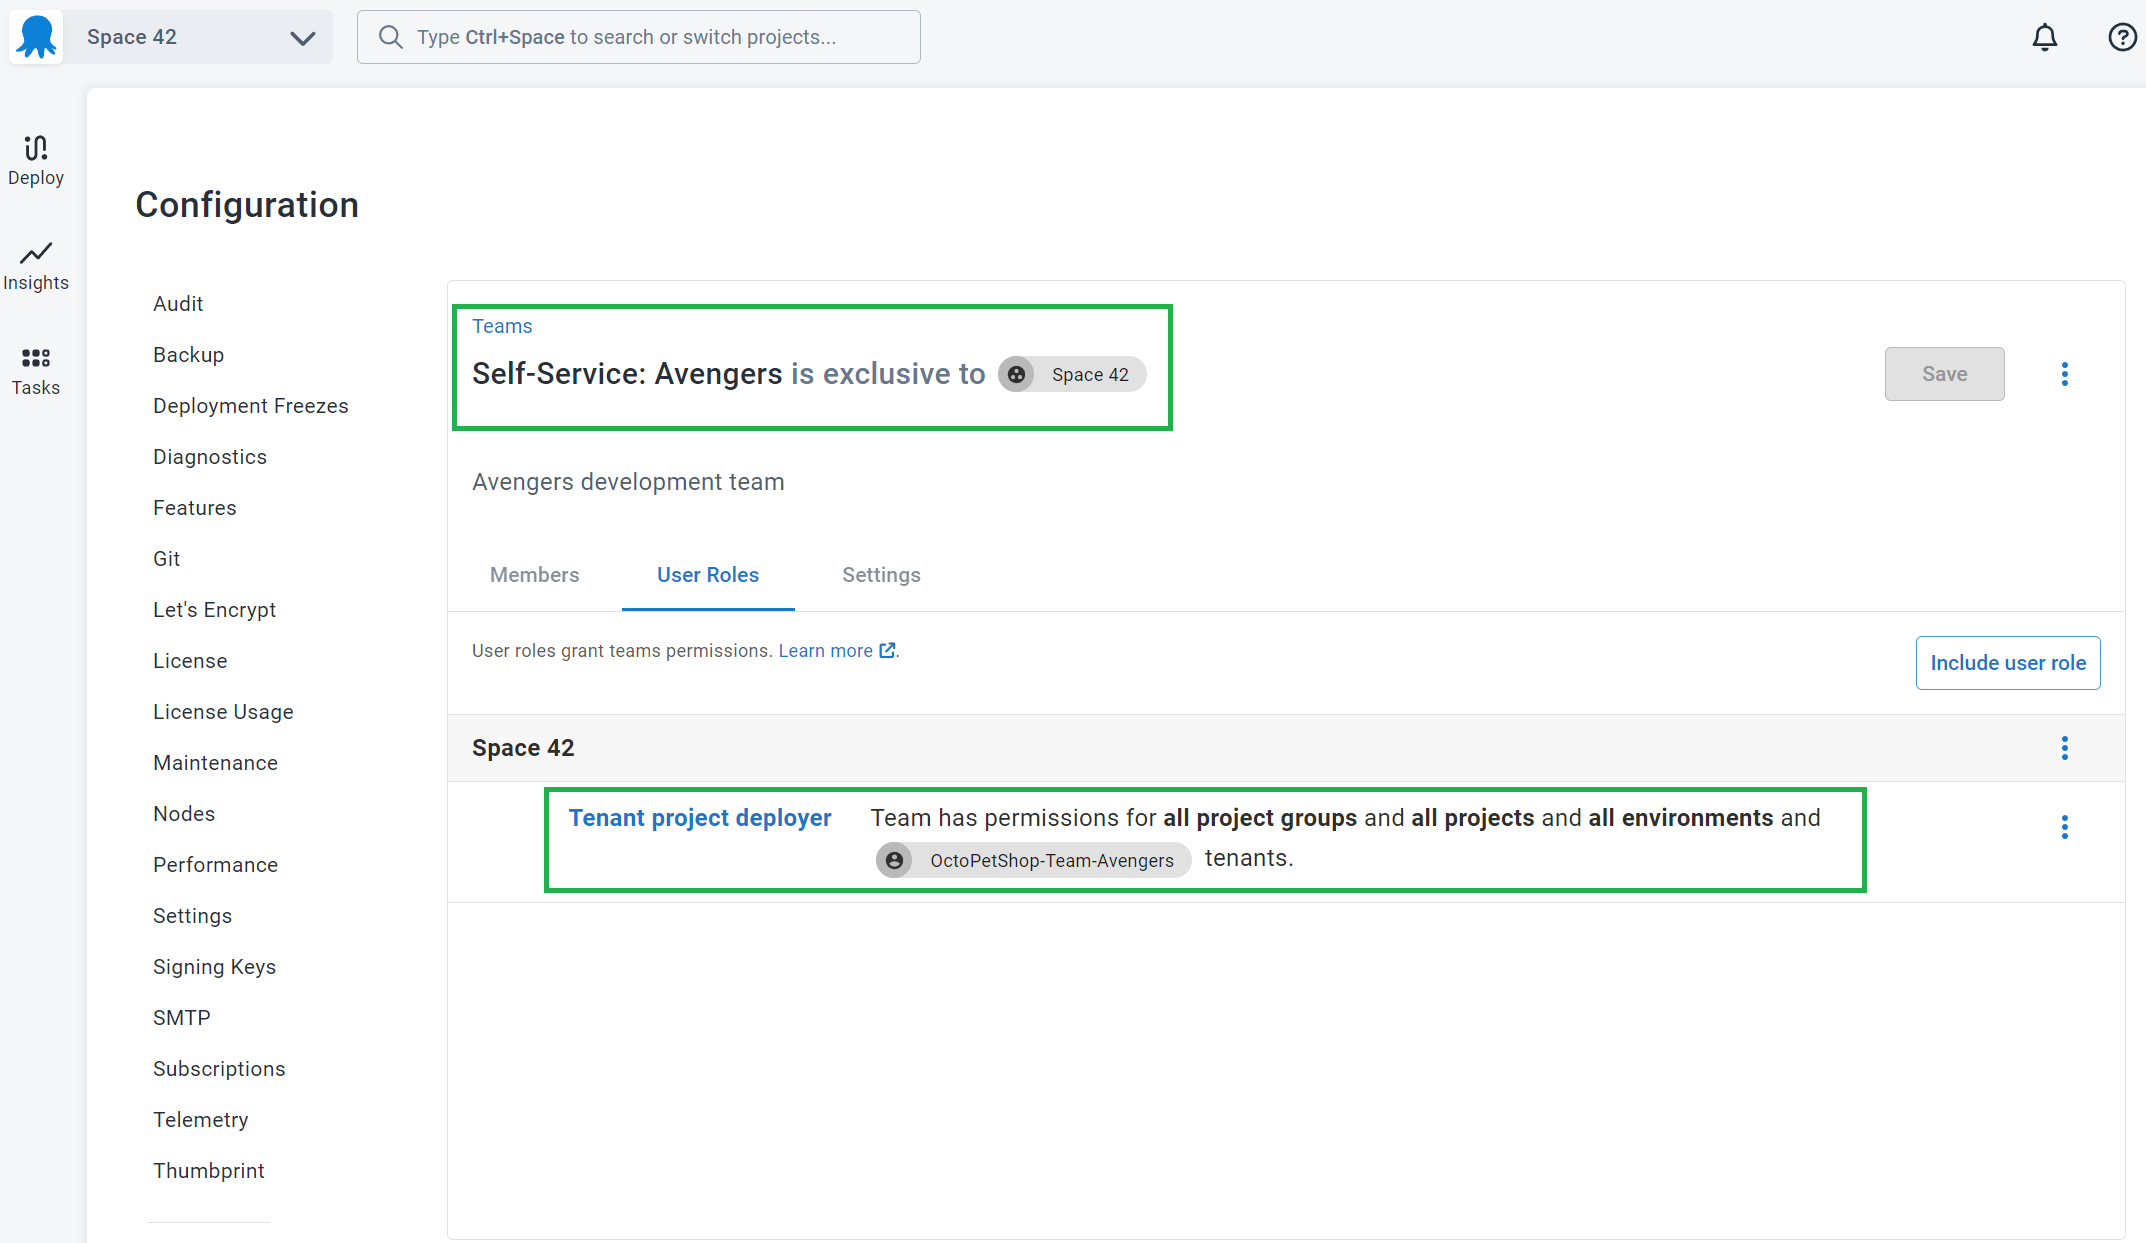 Space 42
Type Ctrl+Space to search or switch projects...
Deploy
Insights
Tasks
Configuration
Audit
Backup
Deployment Freezes
Diagnostics
Features
Git
Let's Encrypt
License
License Usage
Maintenance
Nodes
Performance
Settings
Signing Keys
SMTP
Subscriptions
Telemetry
Thumbprint
Teams
Self-Service: Avengers is exclusive to Space 42
Save
Avengers development team
Members User Roles Settings
User roles grant teams permissions. Learn more.
Include user role
Space 42
Tenant project deployer Team has permissions for all project groups and all projects and all environments and
OctoPetShop-Team-Avengers tenants.